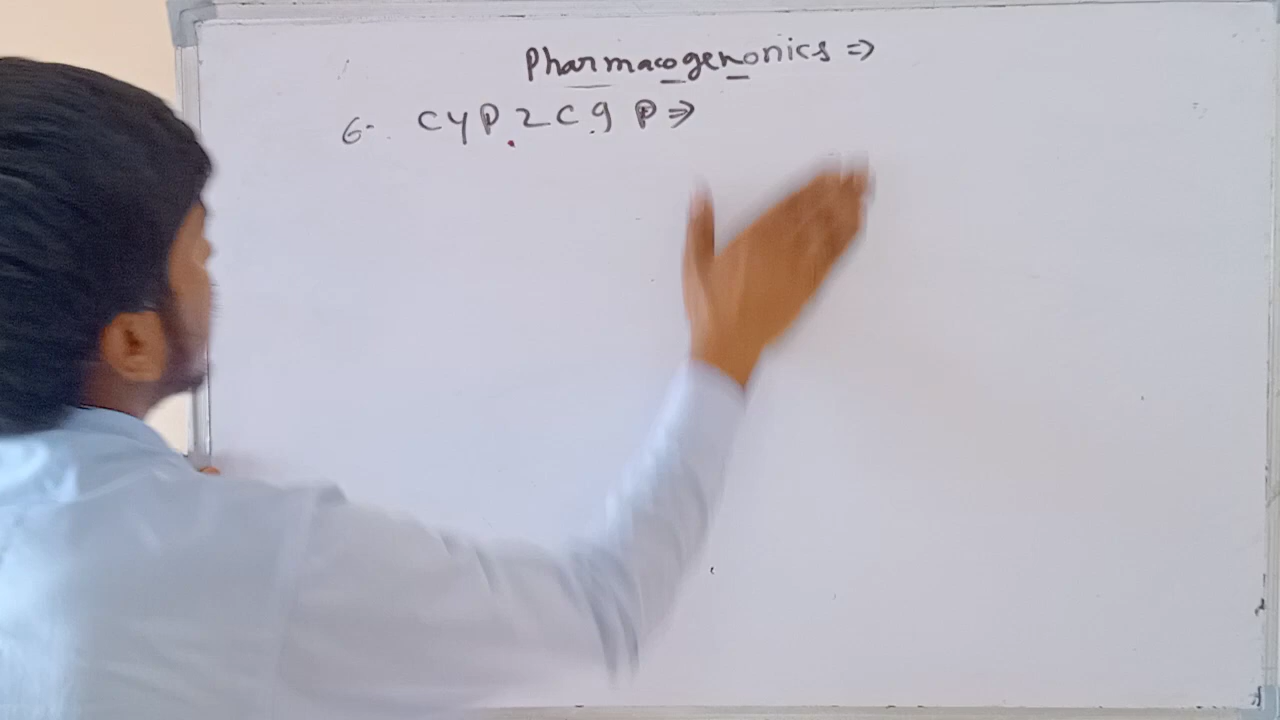 Pharmacogenonics ⇒
6. CYP2C9 P ⇒